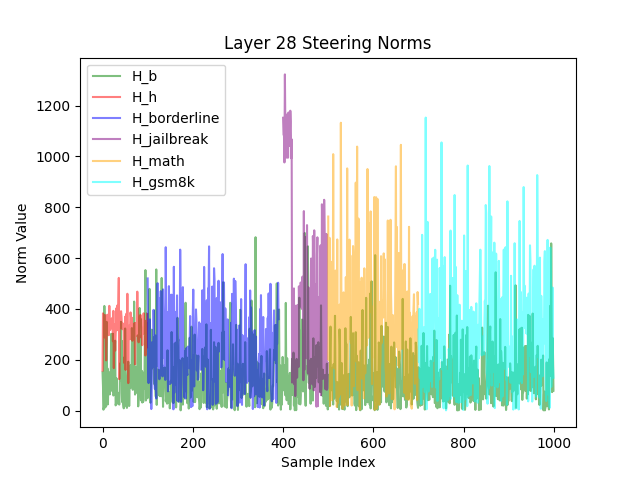 Layer 28 Steering Norms
H_b
H_h
H_borderline
H_jailbreak
H_math
H_gsm8k
Norm Value
1200
1000
800
600
400
200
0
0 200 400 600 800 1000
Sample Index